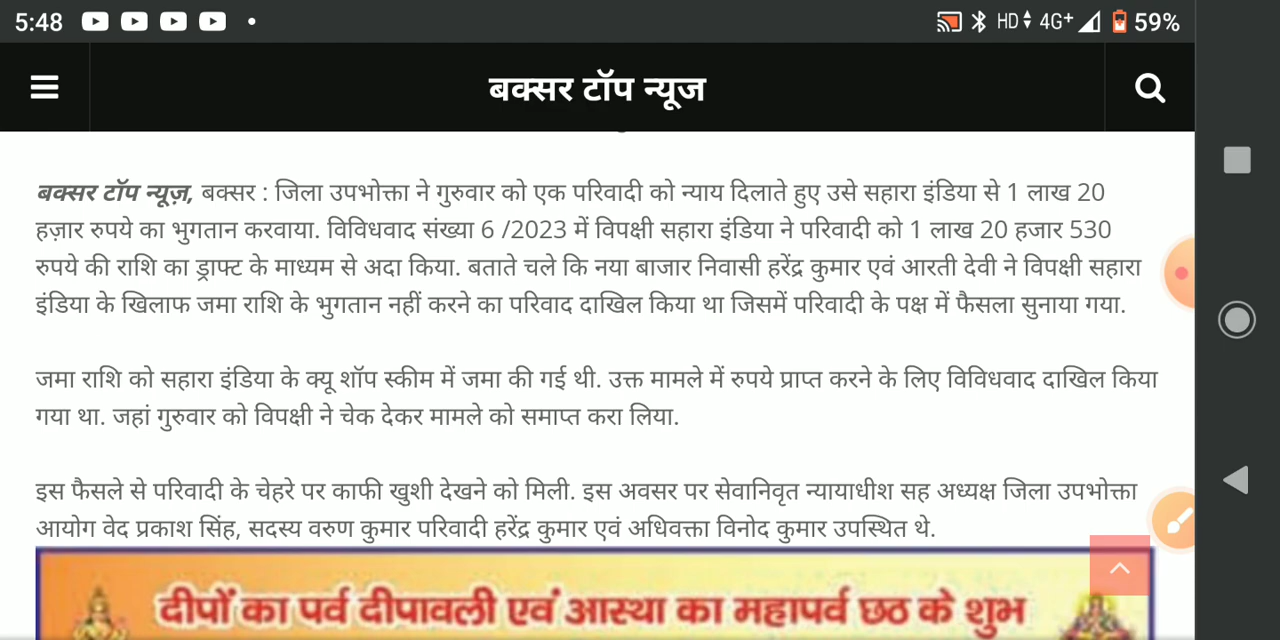 5:48
HD 4G+ 59%
बक्सर टॉप न्यूज
बक्सर टॉप न्यूज़, बक्सर : जिला उपभोक्ता ने गुरुवार को एक परिवादी को न्याय दिलाते हुए उसे सहारा इंडिया से 1 लाख 20
हज़ार रुपये का भुगतान करवाया. विविधवाद संख्या 6 /2023 में विपक्षी सहारा इंडिया ने परिवादी को 1 लाख 20 हजार 530
रुपये की राशि का ड्राफ्ट के माध्यम से अदा किया. बताते चले कि नया बाजार निवासी हरेंद्र कुमार एवं आरती देवी ने विपक्षी सहारा
इंडिया के खिलाफ जमा राशि के भुगतान नहीं करने का परिवाद दाखिल किया था जिसमें परिवादी के पक्ष में फैसला सुनाया गया.
जमा राशि को सहारा इंडिया के क्यू शॉप स्कीम में जमा की गई थी. उक्त मामले में रुपये प्राप्त करने के लिए विविधवाद दाखिल किया
गया था. जहां गुरुवार को विपक्षी ने चेक देकर मामले को समाप्त करा लिया.
इस फैसले से परिवादी के चेहरे पर काफी खुशी देखने को मिली. इस अवसर पर सेवानिवृत न्यायाधीश सह अध्यक्ष जिला उपभोक्ता
आयोग वेद प्रकाश सिंह, सदस्य वरुण कुमार परिवादी हरेंद्र कुमार एवं अधिवक्ता विनोद कुमार उपस्थित थे.
दीपों का पर्व दीपावली एवं आस्था का महापर्व छठ के शुभ